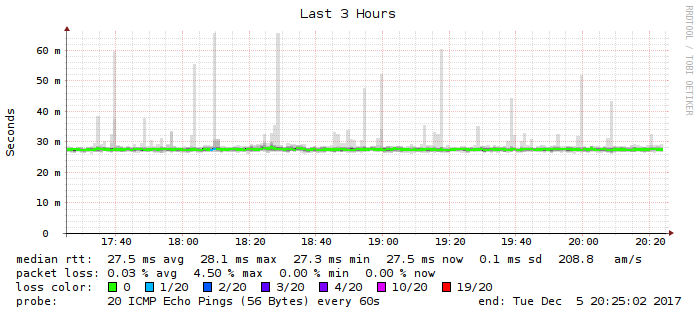 Last 3 Hours
RRDTOOL / TOBI OETIKER
Seconds
60 m
50 m
40 m
30 m
20 m
10 m
0
17:40 18:00 18:20 18:40 19:00 19:20 19:40 20:00 20:20
median rtt: 27.5 ms avg 28.1 ms max 27.3 ms min 27.5 ms now 0.1 ms sd 208.8 am/s
packet loss: 0.03 % avg 4.50 % max 0.00 % min 0.00 % now
loss color: 0 1/20 2/20 3/20 4/20 10/20 19/20
probe: 20 ICMP Echo Pings (56 Bytes) every 60s end: Tue Dec 5 20:25:02 2017